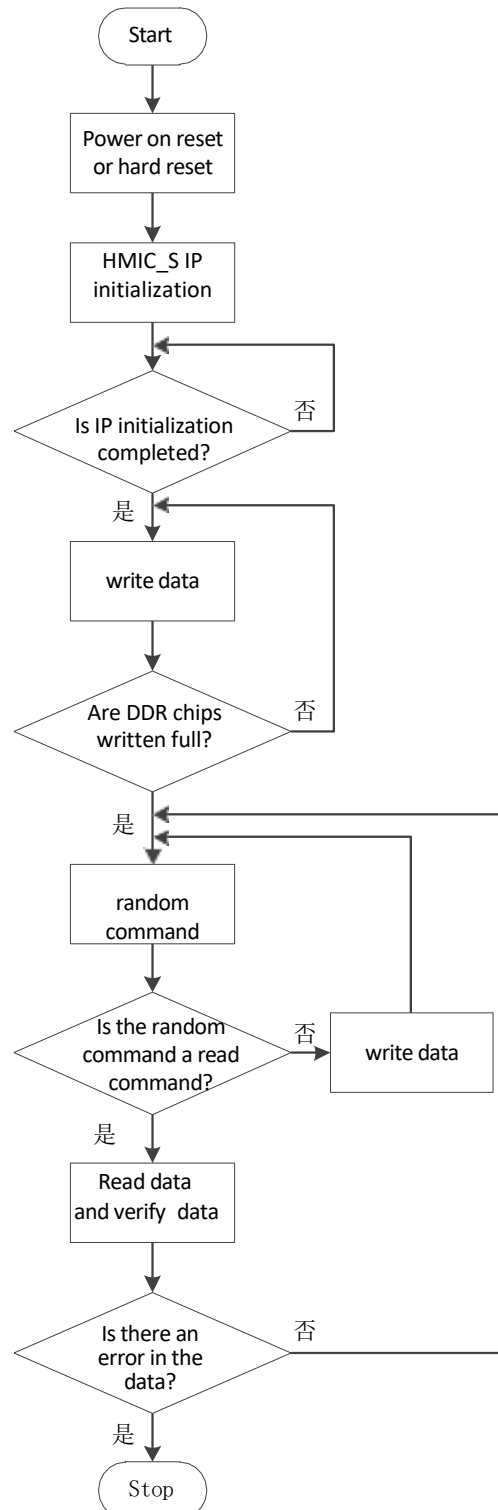 Start
Power on reset
or hard reset
HMIC_S IP
initialization
否
Is IP initialization
completed?
是
write data
Are DDR chips
written full?
否
是
random
command
Is the random
command a read
command?
否
write data
是
Read data
and verify data
Is there an
error in the
data?
否
是
Stop